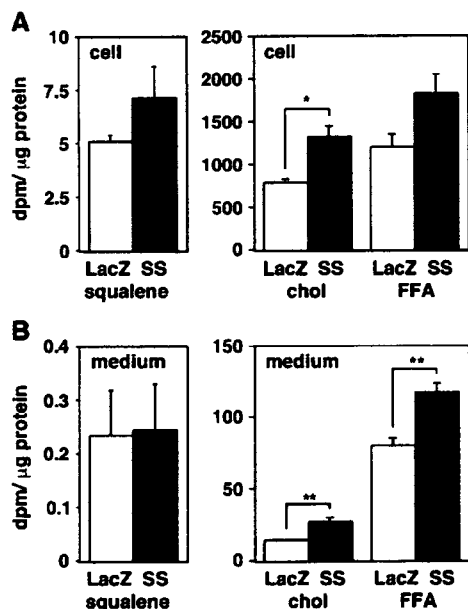 A
dpm/ µg protein
10
7.5
5
2.5
0
cell
LacZ SS
squalene
2500
2000
1500
1000
500
0
cell
*
LacZ SS LacZ SS
chol FFA
B
dpm/ µg protein
0.4
0.3
0.2
0.1
0
medium
LacZ SS
squalene
150
100
50
0
medium
**
**
LacZ SS LacZ SS
chol FFA